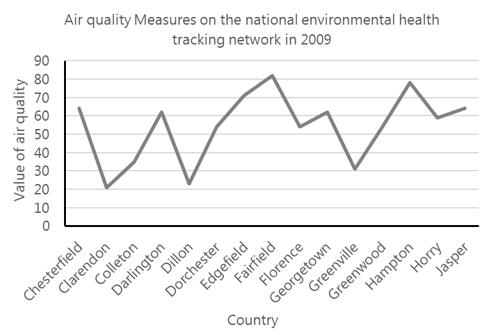 Air quality Measures on the national environmental health
tracking network in 2009
Value of air quality
90
80
70
60
50
40
30
20
10
0
Chesterfield
Clarendon
Colleton
Darlington
Dillon
Dorchester
Edgefield
Fairfield
Florence
Georgetown
Greenville
Greenwood
Hampton
Horry
Jasper
Country